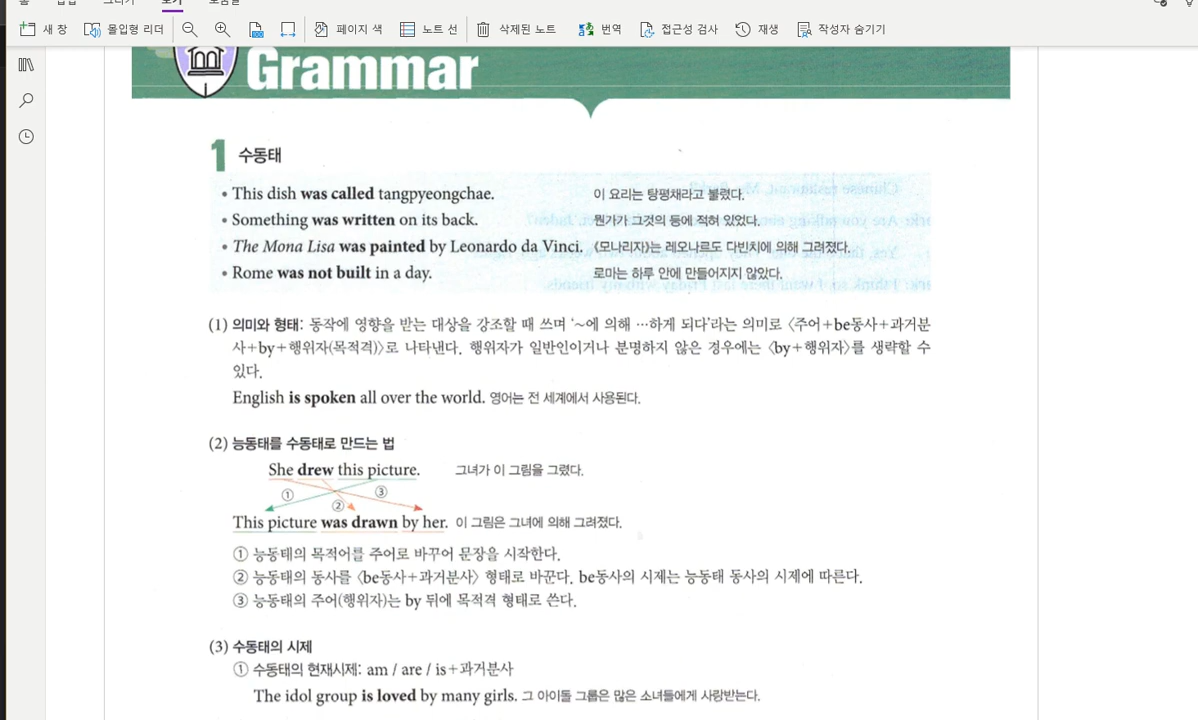 새 창 몰입형 리더 페이지 색 노트 선 삭제된 노트 번역 접근성 검사 재생 작성자 숨기기
Grammar
1 수동태
• This dish was called tangpyeongchae. 이 요리는 탕평채라고 불렸다.
• Something was written on its back. 뭔가가 그것의 등에 적혀 있었다.
• The Mona Lisa was painted by Leonardo da Vinci. 〈모나리자〉는 레오나르도 다빈치에 의해 그려졌다.
• Rome was not built in a day. 로마는 하루 안에 만들어지지 않았다.
(1) 의미와 형태: 동작에 영향을 받는 대상을 강조할 때 쓰며 '~에 의해 …하게 되다'라는 의미로 〈주어+be동사+과거분
사+by+행위자(목적격)〉로 나타낸다. 행위자가 일반인이거나 분명하지 않은 경우에는 〈by+행위자〉를 생략할 수
있다.
English is spoken all over the world. 영어는 전 세계에서 사용된다.
(2) 능동태를 수동태로 만드는 법
She drew this picture. 그녀가 이 그림을 그렸다.
① ② ③
This picture was drawn by her. 이 그림은 그녀에 의해 그려졌다.
① 능동태의 목적어를 주어로 바꾸어 문장을 시작한다.
② 능동태의 동사를 〈be동사+과거분사〉 형태로 바꾼다. be동사의 시제는 능동태 동사의 시제에 따른다.
③ 능동태의 주어(행위자)는 by 뒤에 목적격 형태로 쓴다.
(3) 수동태의 시제
① 수동태의 현재시제: am / are / is+과거분사
The idol group is loved by many girls. 그 아이돌 그룹은 많은 소녀들에게 사랑받는다.